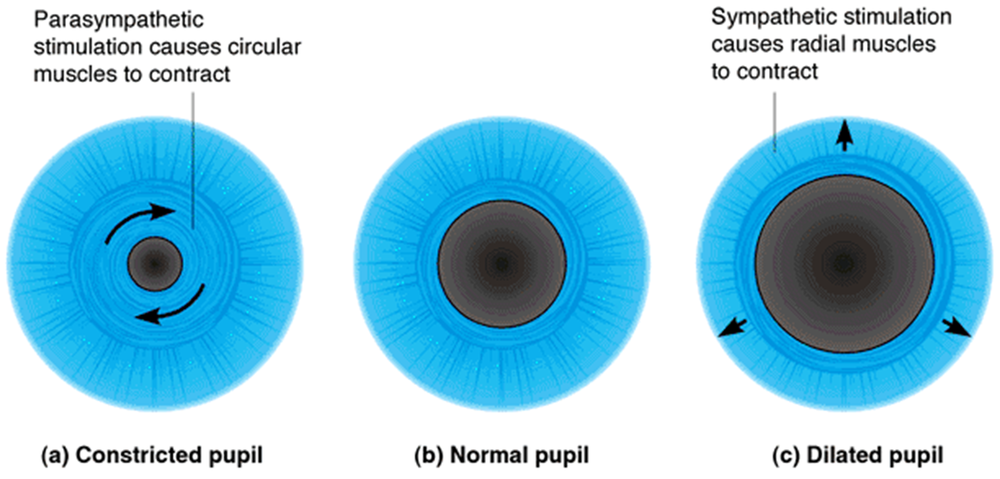 Parasympathetic
stimulation causes circular
muscles to contract
Sympathetic stimulation
causes radial muscles
to contract
(a) Constricted pupil
(b) Normal pupil
(c) Dilated pupil